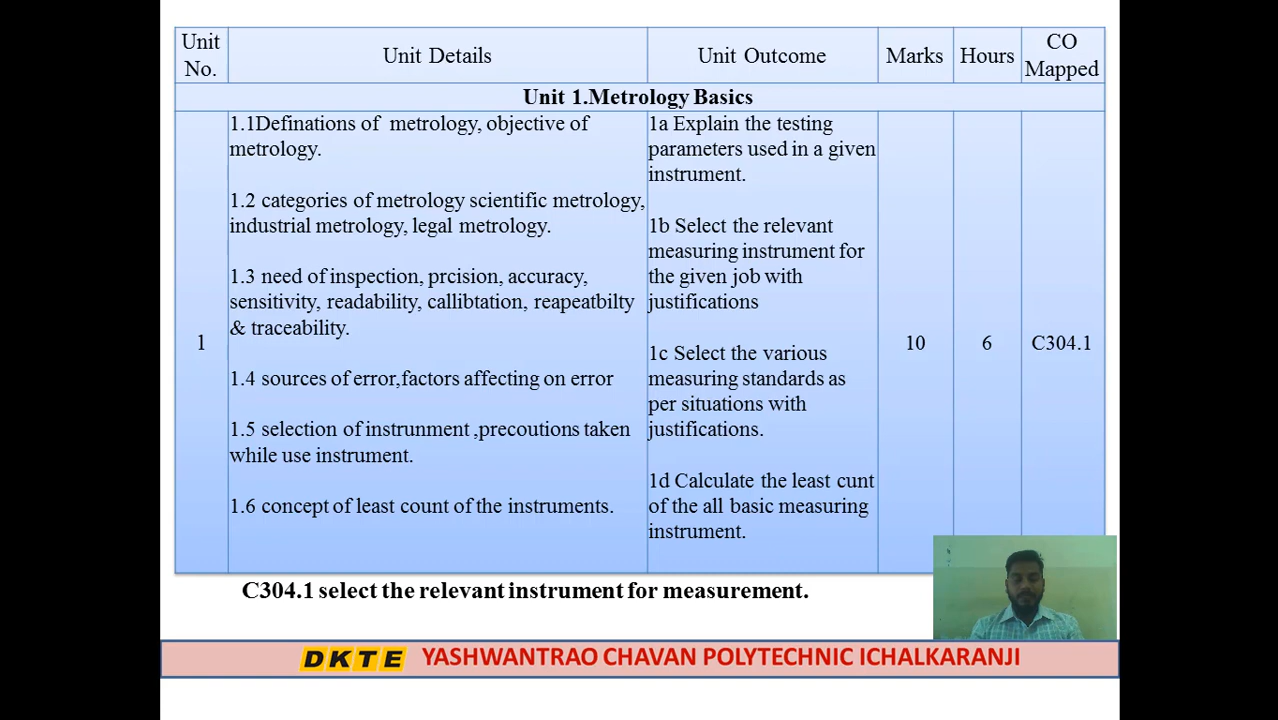 Unit No.
Unit Details
Unit Outcome
Marks
Hours
CO Mapped
Unit 1.Metrology Basics
1
1.1Definations of metrology, objective of
metrology.
1.2 categories of metrology scientific metrology,
industrial metrology, legal metrology.
1.3 need of inspection, prcision, accuracy,
sensitivity, readability, callibtation, reapeatbilty
& traceability.
1.4 sources of error,factors affecting on error
1.5 selection of instrunment ,precoutions taken
while use instrument.
1.6 concept of least count of the instruments.
1a Explain the testing
parameters used in a given
instrument.
1b Select the relevant
measuring instrument for
the given job with
justifications
1c Select the various
measuring standards as
per situations with
justifications.
1d Calculate the least cunt
of the all basic measuring
instrument.
10
6
C304.1
C304.1 select the relevant instrument for measurement.
DKTE YASHWANTRAO CHAVAN POLYTECHNIC ICHALKARANJI